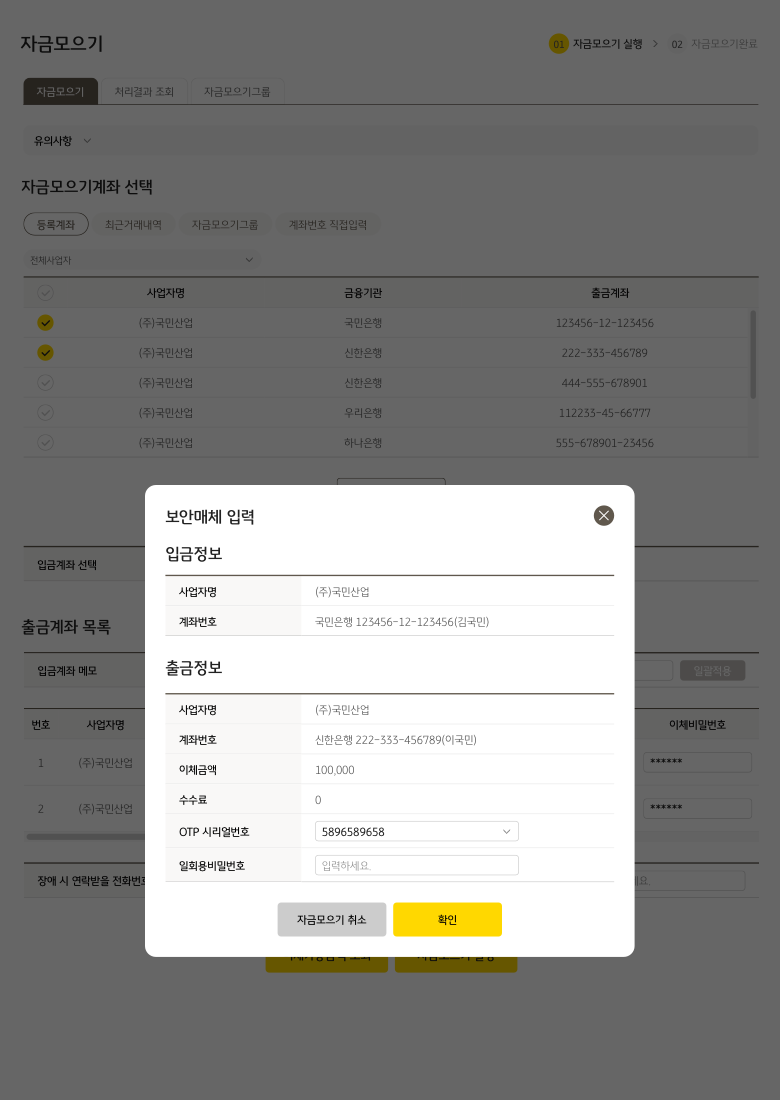 자금모으기
01 자금모으기 실행 02 자금모으기완료
자금모으기 처리결과 조회 자금모으기그룹
유의사항
자금모으기계좌 선택
등록계좌 최근거래내역 자금모으기그룹 계좌번호 직접입력
전체사업자
사업자명 금융기관 출금계좌
(주)국민산업 국민은행 123456-12-123456
(주)국민산업 신한은행 222-333-456789
(주)국민산업 신한은행 444-555-678901
(주)국민산업 우리은행 112233-45-66777
(주)국민산업 하나은행 555-678901-23456
보안매체 입력
입금정보
사업자명 (주)국민산업
계좌번호 국민은행 123456-12-123456(김국민)
출금정보
사업자명 (주)국민산업
계좌번호 신한은행 222-333-456789(이국민)
이체금액 100,000
수수료 0
OTP 시리얼번호 5896589658
일회용비밀번호 입력하세요.
자금모으기 취소 확인
입금계좌 선택
출금계좌 목록
입금계좌 메모 일괄적용
번호 사업자명 이체비밀번호
1 (주)국민산업 ******
2 (주)국민산업 ******
장애 시 연락받을 전화번호